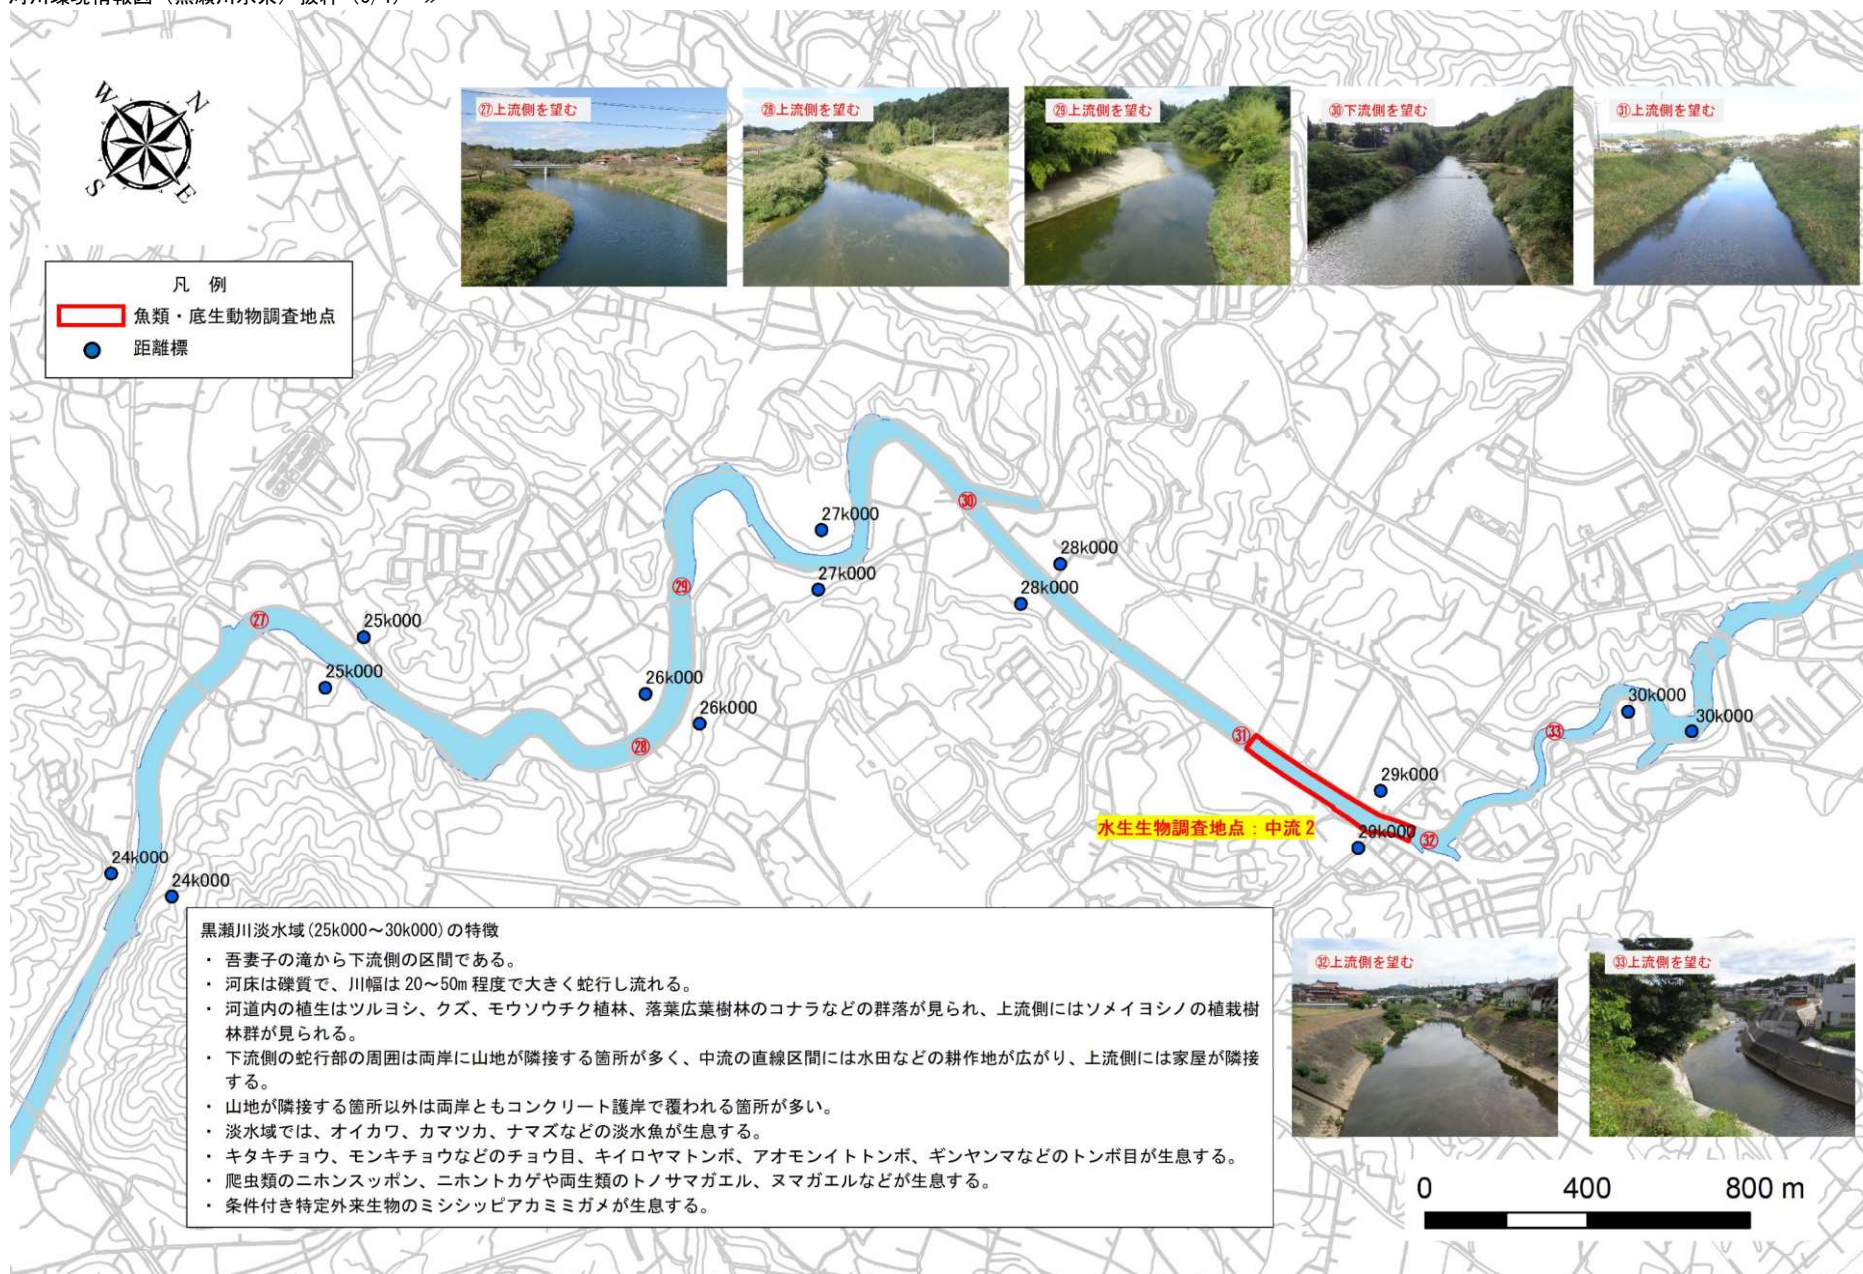 W
N
S
E
㉗上流側を望む
㉘上流側を望む
㉙上流側を望む
㉚下流側を望む
㉛上流側を望む
凡 例
魚類・底生動物調査地点
距離標
㉚
27k000
28k000
27k000
28k000
㉙
㉗
25k000
25k000
26k000
26k000
㉘
㉛
㉝
30k000
30k000
29k000
水生生物調査地点：中流2
29k000
㉜
24k000
24k000
黒瀬川淡水域(25k000～30k000)の特徴
・ 吾妻子の滝から下流側の区間である。
・ 河床は礫質で、川幅は20～50m程度で大きく蛇行し流れる。
・ 河道内の植生はツルヨシ、クズ、モウソウチク植林、落葉広葉樹林のコナラなどの群落が見られ、上流側にはソメイヨシノの植栽樹
林群が見られる。
・ 下流側の蛇行部の周囲は両岸に山地が隣接する箇所が多く、中流の直線区間には水田などの耕作地が広がり、上流側には家屋が隣接
する。
・ 山地が隣接する箇所以外は両岸ともコンクリート護岸で覆われる箇所が多い。
・ 淡水域では、オイカワ、カマツカ、ナマズなどの淡水魚が生息する。
・ キタキチョウ、モンキチョウなどのチョウ目、キイロヤマトンボ、アオモンイトトンボ、ギンヤンマなどのトンボ目が生息する。
・ 爬虫類のニホンスッポン、ニホントカゲや両生類のトノサマガエル、ヌマガエルなどが生息する。
・ 条件付き特定外来生物のミシシッピアカミミガメが生息する。
㉜上流側を望む
㉝上流側を望む
0 400 800 m